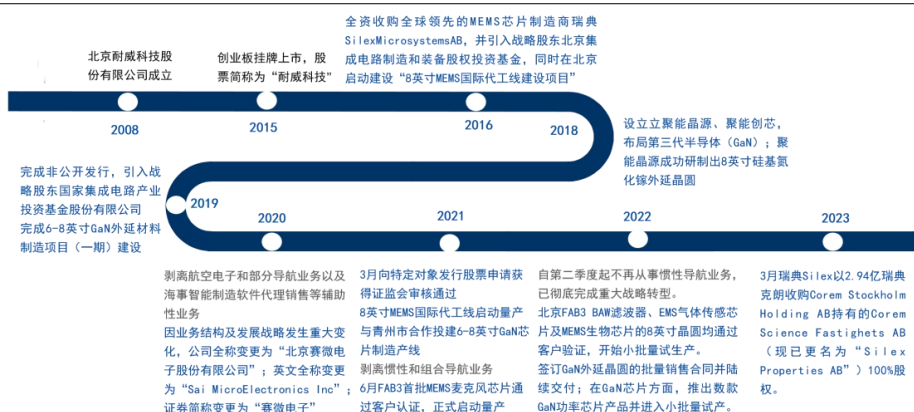 北京耐威科技股
份有限公司成立
2008
创业板挂牌上市，股
票简称为“耐威科技”
2015
全资收购全球领先的MEMS芯片制造商瑞典
SilexMicrosystemsAB，并引入战略股东北京集
成电路制造和装备股权投资基金，同时在北京
启动建设“8英寸MEMS国际代工线建设项目”
2016
2018
设立立聚能晶源、聚能创芯，
布局第三代半导体（GaN）；聚
能晶源成功研制出8英寸硅基氮
化镓外延晶圆
完成非公开发行，引入战
略股东国家集成电路产业
投资基金股份有限公司
完成6-8英寸GaN外延材料
制造项目（一期）建设
2019
2020
剥离航空电子和部分导航业务以及
海事智能制造软件代理销售等辅助
性业务
因业务结构及发展战略发生重大变
化，公司全称变更为“北京赛微电
子股份有限公司”；英文全称变更
为“Sai MicroElectronics Inc”；
证券简称变更为“赛微电子”
2021
3月向特定对象发行股票申请获
得证监会审核通过
8英寸MEMS国际代工线启动量产
与青州市合作投建6-8英寸GaN芯
片制造产线
剥离惯性和组合导航业务
6月FAB3首批MEMS麦克风芯片通
过客户认证，正式启动量产
2022
自第二季度起不再从事惯性导航业务，
已彻底完成重大战略转型。
北京FAB3 BAW滤波器、EMS气体传感芯
片及MEMS生物芯片的8英寸晶圆均通过
客户验证，开始小批量试生产。
签订GaN外延晶圆的批量销售合同并陆
续交付；在GaN芯片方面，推出数款
GaN功率芯片产品并进入小批量试产。
2023
3月瑞典Silex以2.94亿瑞典
克朗收购Corem Stockholm
Holding AB持有的Corem
Science Fastighets AB
（现已更名为“Silex
Properties AB”）100%股
权。